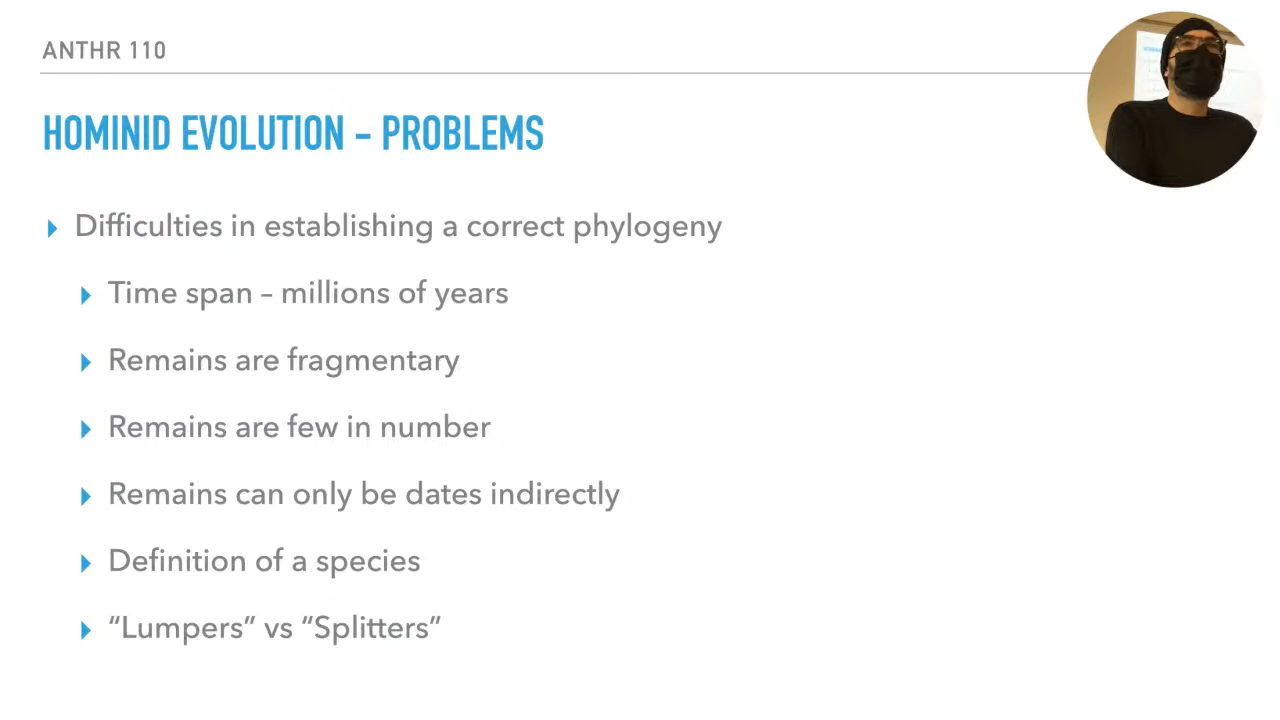 ANTHR 110
HOMINID EVOLUTION – PROBLEMS
Difficulties in establishing a correct phylogeny
Time span – millions of years
Remains are fragmentary
Remains are few in number
Remains can only be dates indirectly
Definition of a species
“Lumpers” vs “Splitters”